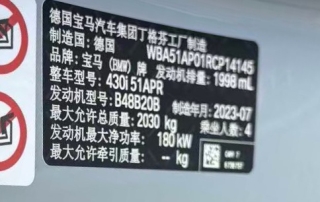 德国宝马汽车集团丁格芬工厂制造
制造国：德国 WBA51AP01RCP14145
品牌：宝马（BMW）牌 发动机排量：1998 mL
整车型号：430i 51APR
发动机型号：B48B20B 制造年月：2023-07
最大允许总质量：2030 kg 乘坐人数：4
发动机最大净功率：180 kW
最大允许牵引质量：-- kg